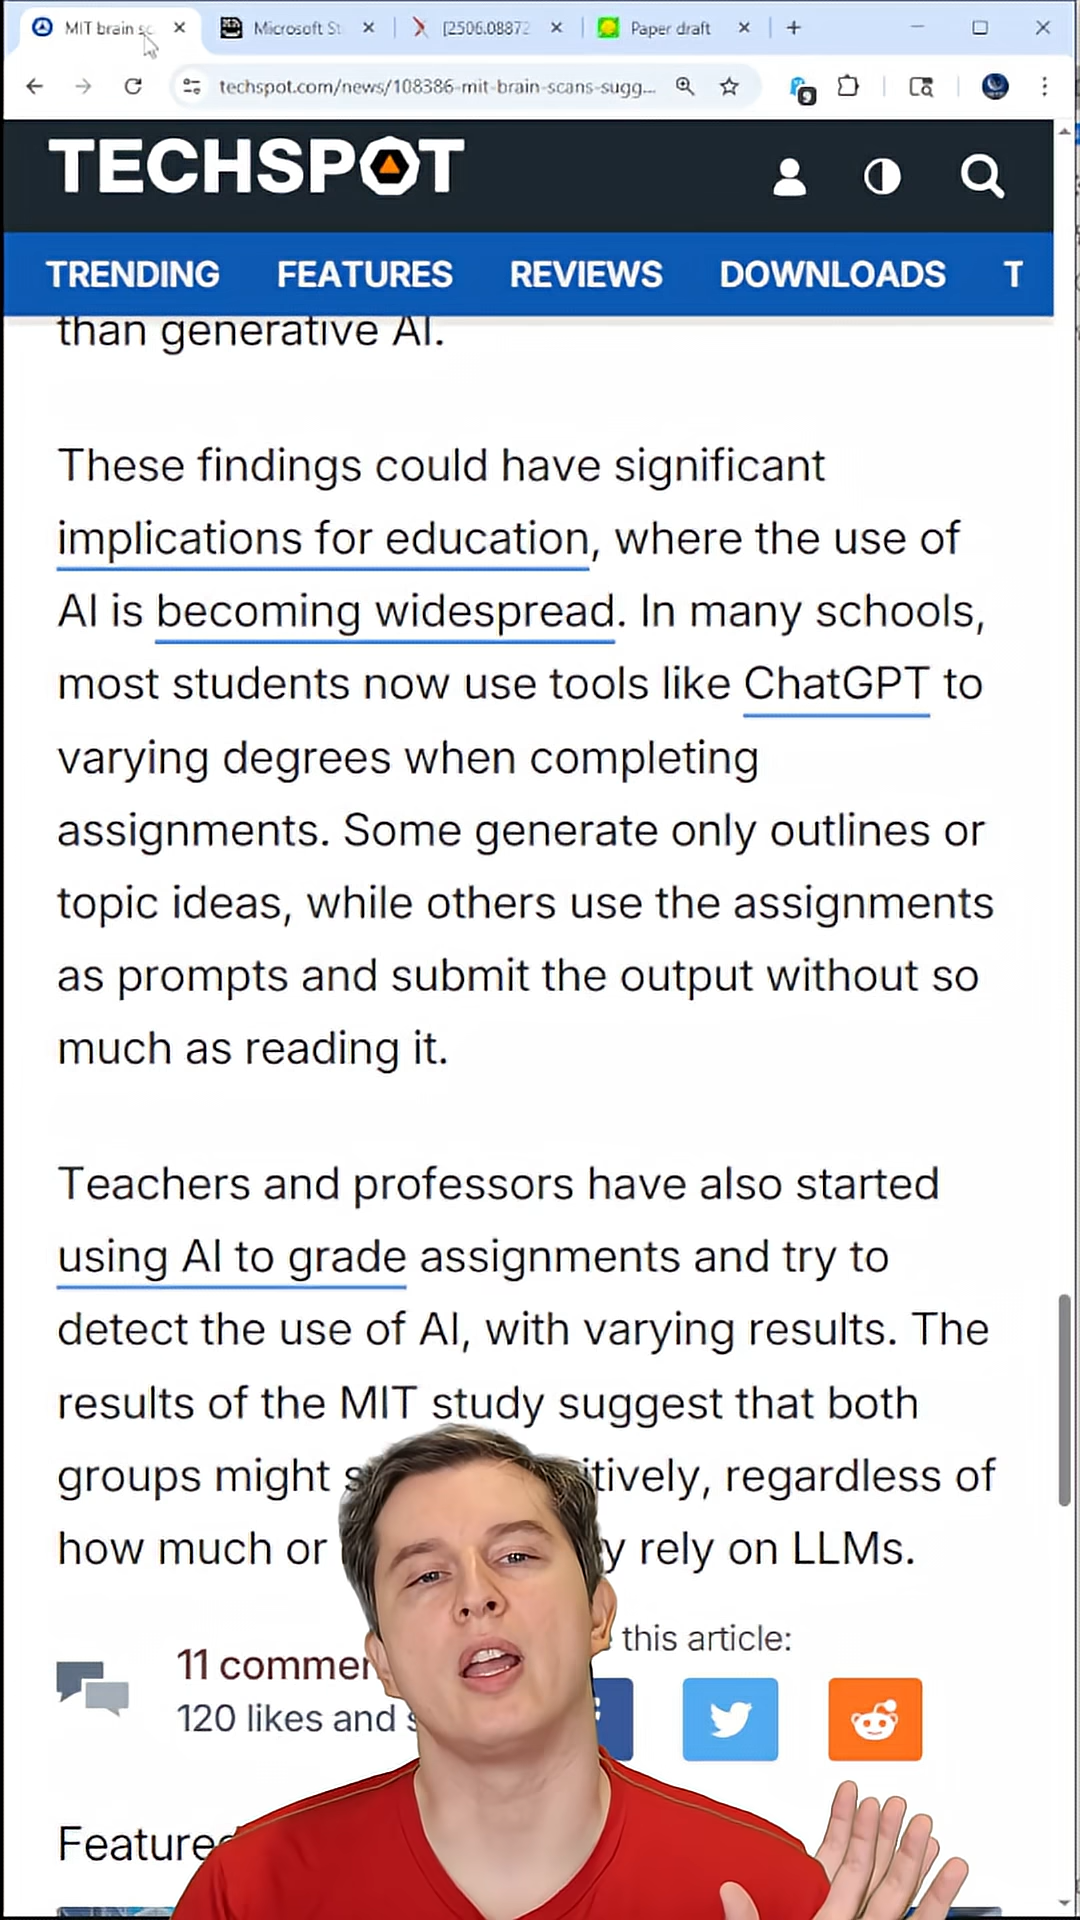 MIT brain sc
Microsoft St
[2506.08872
Paper draft
techspot.com/news/108386-mit-brain-scans-sugg...
9
TECHSPOT
TRENDING FEATURES REVIEWS DOWNLOADS T
than generative AI.
These findings could have significant
implications for education, where the use of
AI is becoming widespread. In many schools,
most students now use tools like ChatGPT to
varying degrees when completing
assignments. Some generate only outlines or
topic ideas, while others use the assignments
as prompts and submit the output without so
much as reading it.
Teachers and professors have also started
using AI to grade assignments and try to
detect the use of AI, with varying results. The
results of the MIT study suggest that both
groups might s itively, regardless of
how much or y rely on LLMs.
this article:
11 commen
120 likes and s
Featured